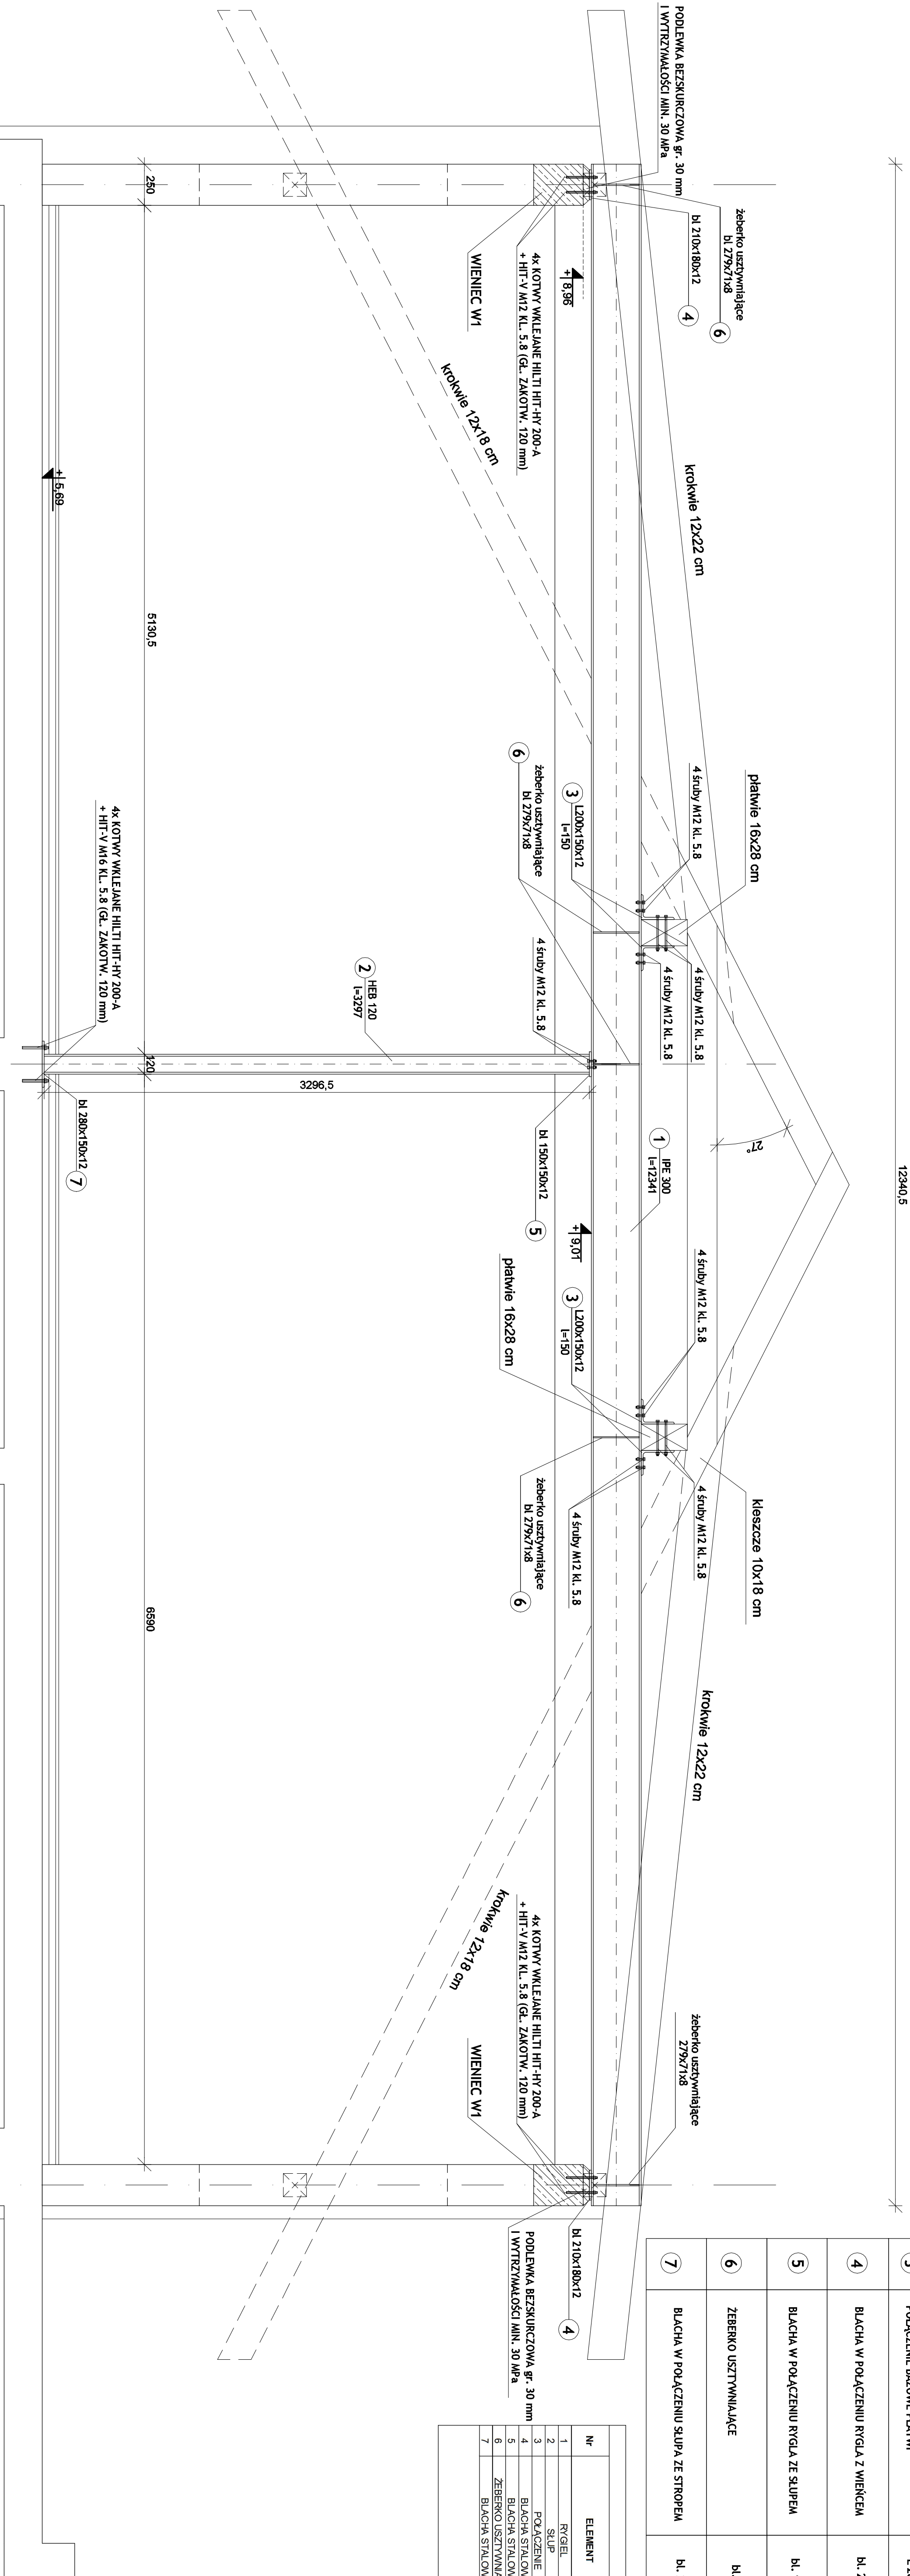 12340,5
PODLEWKA BEZSKURCZOWA gr. 30 mm
I WYTRZYMAŁOŚCI MIN. 30 MPa
żeberko usztywniające
bl 279x71x8
6
bl 210x180x12
4
krokwie 12x22 cm
4 śruby M12 kl. 5.8
płatwie 16x28 cm
4 śruby M12 kl. 5.8
4 śruby M12 kl. 5.8
27°
1
IPE 300
l=12341
4 śruby M12 kl. 5.8
kleszcze 10x18 cm
4 śruby M12 kl. 5.8
4 śruby M12 kl. 5.8
krokwie 12x22 cm
żeberko usztywniające
279x71x8
+ 8,96
4x KOTWY WKLEJANE HILTI HIT-HY 200-A
+ HIT-V M12 KL. 5.8 (GŁ. ZAKOTW. 120 mm)
WIENIEC W1
krokwie 12x18 cm
3
L200x150x12
l=150
żeberko usztywniające
bl 279x71x8
6
4 śruby M12 kl. 5.8
bl 150x150x12
5
+ 9,01
3
L200x150x12
l=150
płatwie 16x28 cm
żeberko usztywniające
bl 279x71x8
6
krokwie 12x18 cm
4x KOTWY WKLEJANE HILTI HIT-HY 200-A
+ HIT-V M12 KL. 5.8 (GŁ. ZAKOTW. 120 mm)
WIENIEC W1
bl 210x180x12
4
PODLEWKA BEZSKURCZOWA gr. 30 mm
I WYTRZYMAŁOŚCI MIN. 30 MPa
2
HEB 120
l=3297
3296,5
250
5130,5
120
6590
+ 5,69
4x KOTWY WKLEJANE HILTI HIT-HY 200-A
+ HIT-V M16 KL. 5.8 (GŁ. ZAKOTW. 120 mm)
bl 280x150x12
7
4 BLACHA W POŁĄCZENIU RYGLA Z WIEŃCEM bl. 2
5 BLACHA W POŁĄCZENIU RYGLA ZE SŁUPEM bl.
6 ŻEBERKO USZTYWNIAJĄCE bl.
7 BLACHA W POŁĄCZENIU SŁUPA ZE STROPEM bl.
Nr ELEMENT
1 RYGIEL
2 SŁUP
3 POŁĄCZENIE
4 BLACHA STALOW
5 BLACHA STALOW
6 ŻEBERKO USZTYWNIA
7 BLACHA STALOW